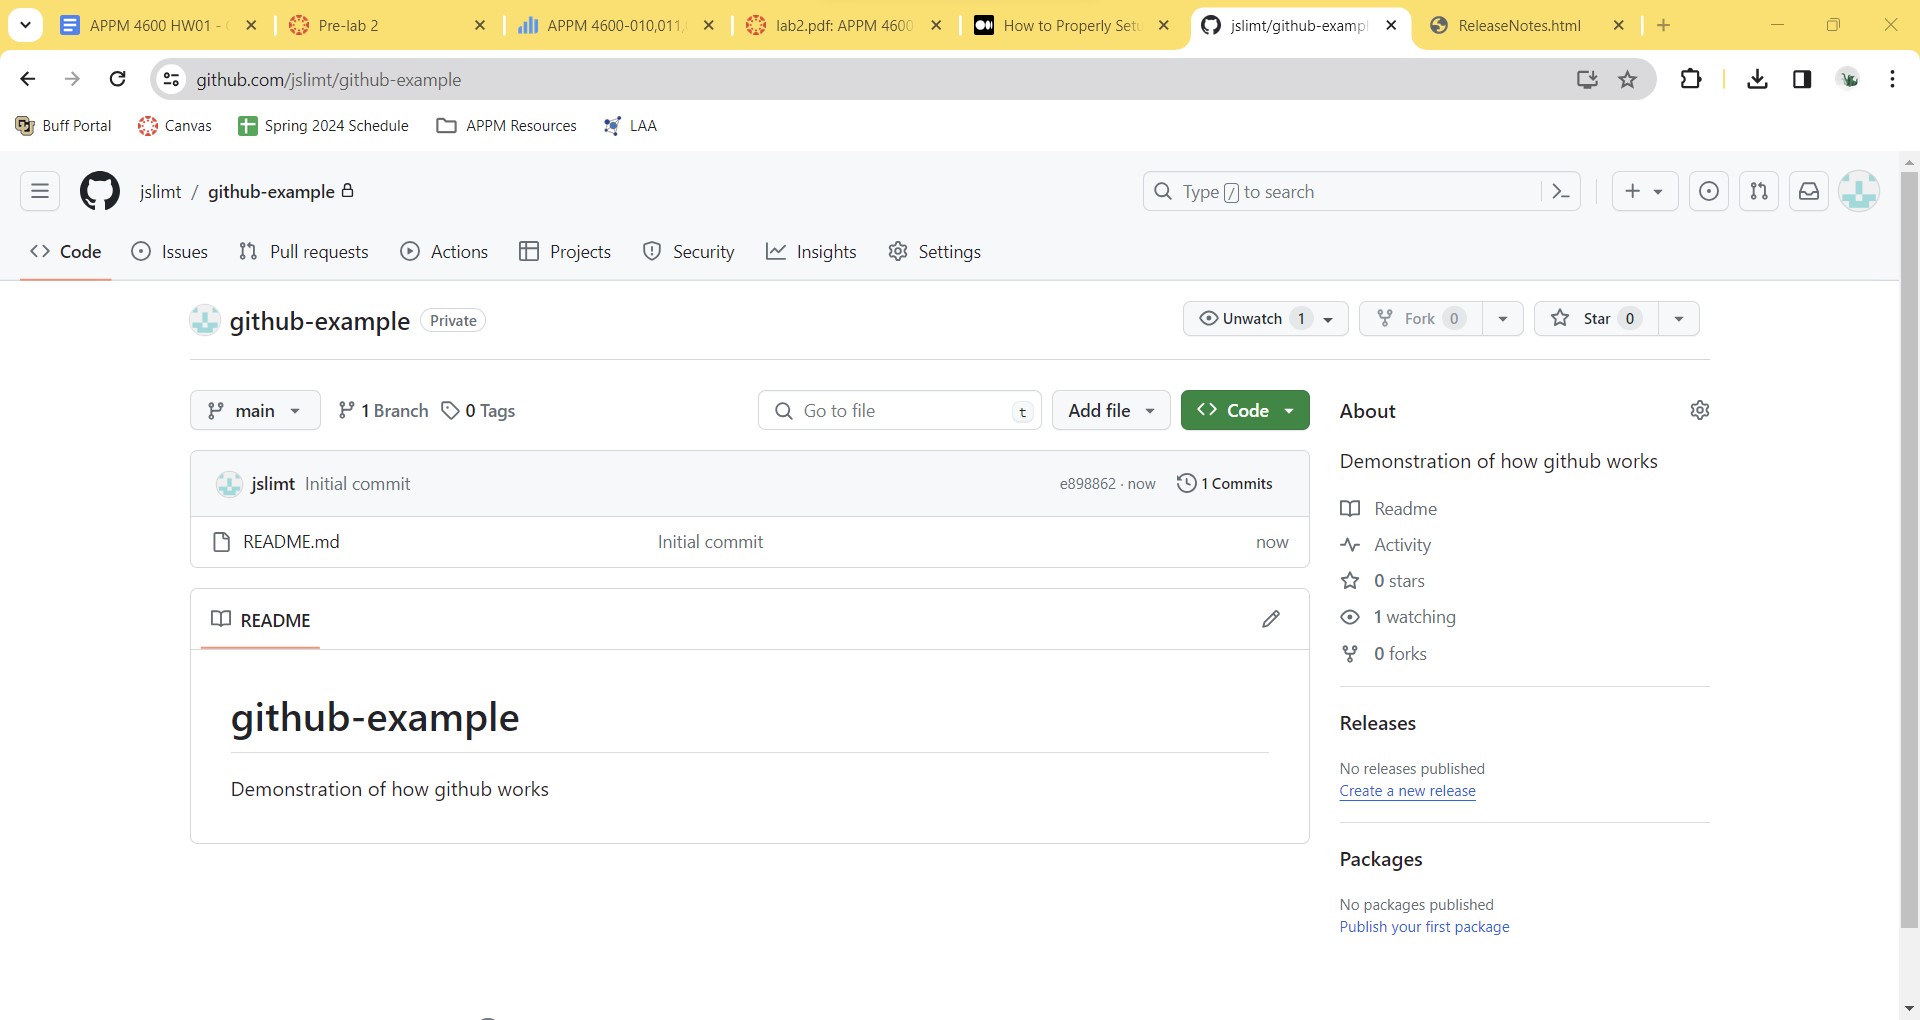 APPM 4600 HW01 -
Pre-lab 2
APPM 4600-010,011,
lab2.pdf: APPM 4600
How to Properly Setu
jslimt/github-exampl
ReleaseNotes.html
github.com/jslimt/github-example
Buff Portal
Canvas
Spring 2024 Schedule
APPM Resources
LAA
jslimt / github-example
Type / to search
Code
Issues
Pull requests
Actions
Projects
Security
Insights
Settings
github-example Private
Unwatch 1
Fork 0
Star 0
main
1 Branch
0 Tags
Go to file t
Add file
Code
jslimt Initial commit
e898862 · now
1 Commits
README.md Initial commit now
README
github-example
Demonstration of how github works
About
Demonstration of how github works
Readme
Activity
0 stars
1 watching
0 forks
Releases
No releases published
Create a new release
Packages
No packages published
Publish your first package